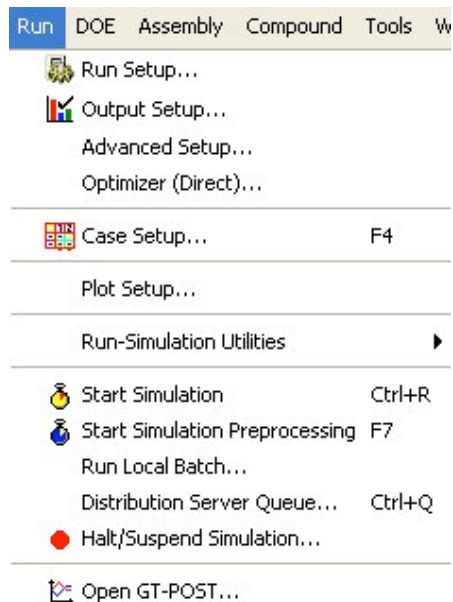 Run DOE Assembly Compound Tools
Run Setup...
Output Setup...
Advanced Setup...
Optimizer (Direct)...
Case Setup... F4
Plot Setup...
Run-Simulation Utilities
Start Simulation Ctrl+R
Start Simulation Preprocessing F7
Run Local Batch...
Distribution Server Queue... Ctrl+Q
Halt/Suspend Simulation...
Open GT-POST...